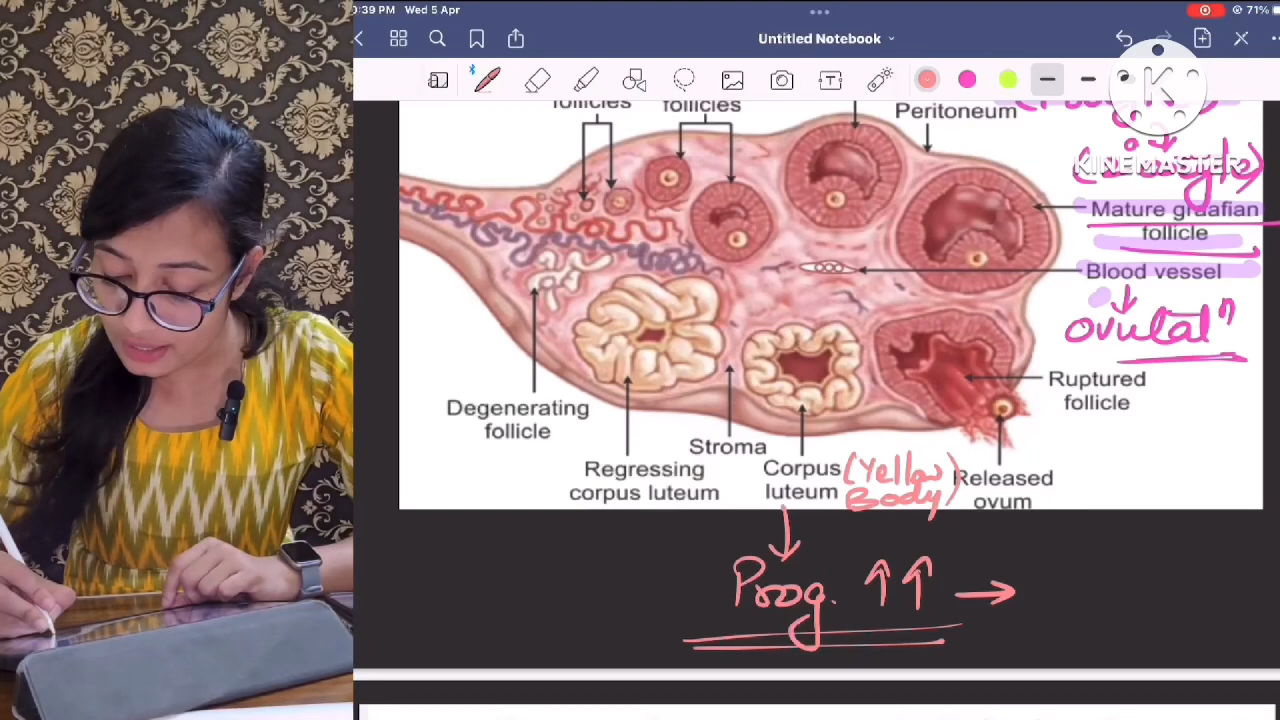 0:39 PM Wed 5 Apr
71%
Untitled Notebook
follicles
follicles
Peritoneum
KINEMASTER
Mature graafian
follicle
Blood vessel
ovulatⁿ
Ruptured
follicle
Degenerating
follicle
Stroma
Regressing
corpus luteum
Corpus
luteum
(Yellow
Body)
Released
ovum
Prog. ↑↑ →